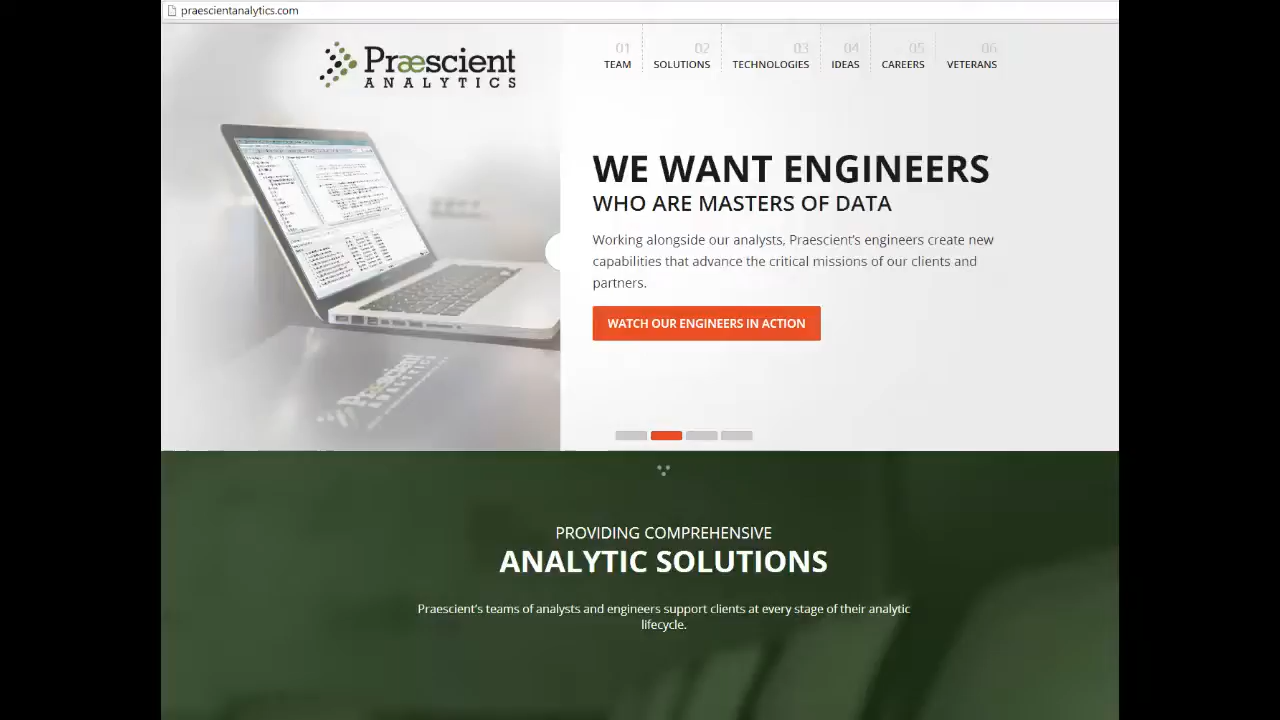 praescientanalytics.com
Præscient
ANALYTICS
01 02 03 04 05 06
TEAM SOLUTIONS TECHNOLOGIES IDEAS CAREERS VETERANS
WE WANT ENGINEERS
WHO ARE MASTERS OF DATA
Working alongside our analysts, Praescient's engineers create new
capabilities that advance the critical missions of our clients and
partners.
WATCH OUR ENGINEERS IN ACTION
Præscient
ANALYTICS
PROVIDING COMPREHENSIVE
ANALYTIC SOLUTIONS
Praescient's teams of analysts and engineers support clients at every stage of their analytic
lifecycle.